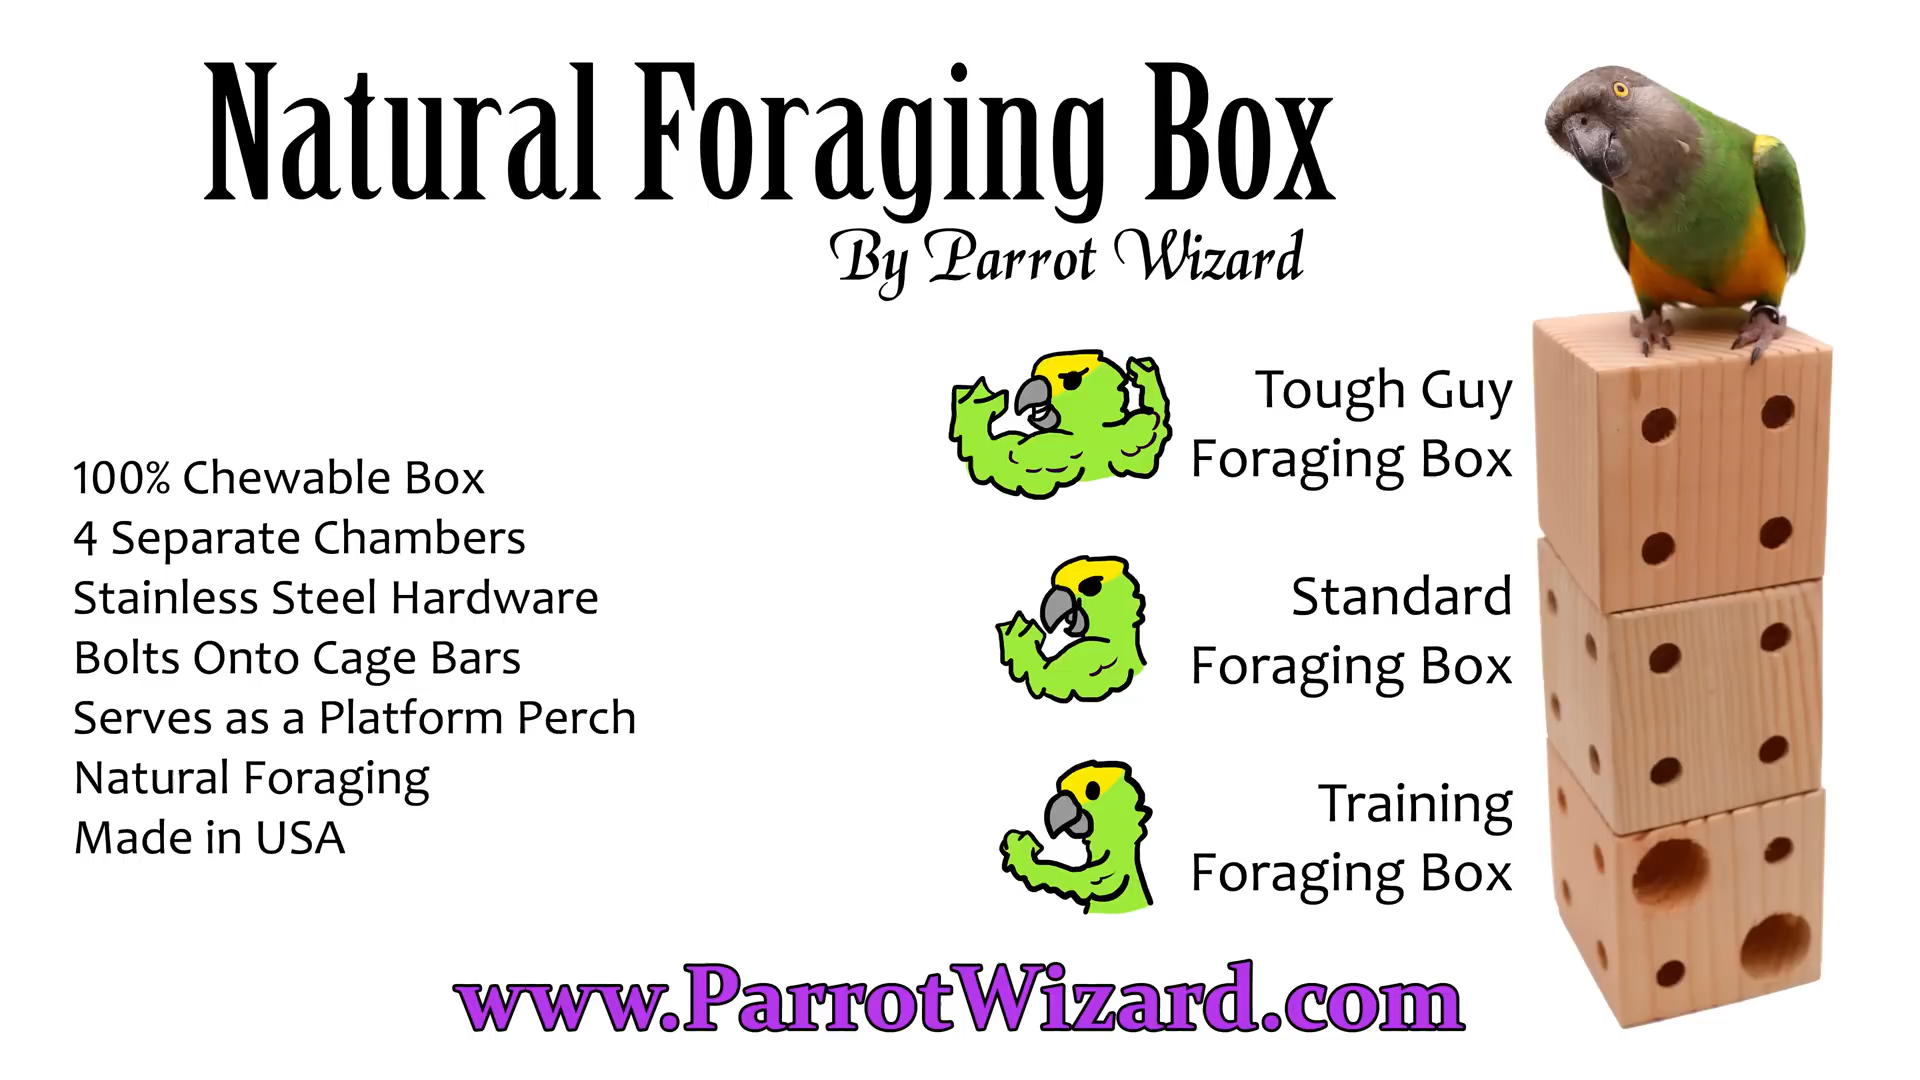 Natural Foraging Box
By Parrot Wizard
100% Chewable Box
4 Separate Chambers
Stainless Steel Hardware
Bolts Onto Cage Bars
Serves as a Platform Perch
Natural Foraging
Made in USA
Tough Guy
Foraging Box
Standard
Foraging Box
Training
Foraging Box
www.ParrotWizard.com